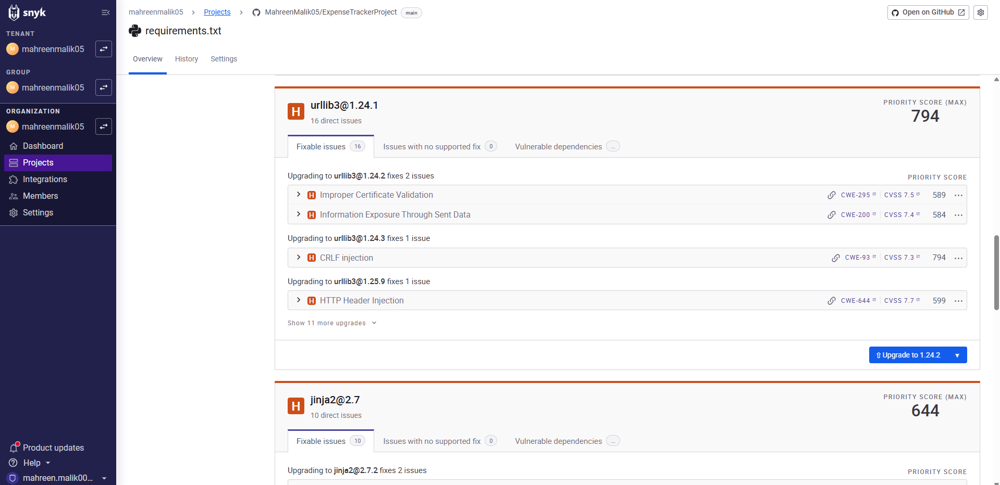 snyk
TENANT
M mahreenmalik05
GROUP
M mahreenmalik05
ORGANIZATION
M mahreenmalik05
Dashboard
Projects
Integrations
Members
Settings
Product updates
Help
mahreen.malik00...
mahreenmalik05 > Projects > MahreenMalik05/ExpenseTrackerProject main
Open on GitHub
requirements.txt
Overview History Settings
H urllib3@1.24.1
16 direct issues
PRIORITY SCORE (MAX)
794
Fixable issues 16 Issues with no supported fix 0 Vulnerable dependencies ...
Upgrading to urllib3@1.24.2 fixes 2 issues PRIORITY SCORE
H Improper Certificate Validation CWE-295 CVSS 7.5 589 ...
H Information Exposure Through Sent Data CWE-200 CVSS 7.4 584 ...
Upgrading to urllib3@1.24.3 fixes 1 issue
H CRLF injection CWE-93 CVSS 7.3 794 ...
Upgrading to urllib3@1.25.9 fixes 1 issue
H HTTP Header Injection CWE-644 CVSS 7.7 599 ...
Show 11 more upgrades
⇧ Upgrade to 1.24.2 ▼
H jinja2@2.7
10 direct issues
PRIORITY SCORE (MAX)
644
Fixable issues 10 Issues with no supported fix 0 Vulnerable dependencies ...
Upgrading to jinja2@2.7.2 fixes 2 issues PRIORITY SCORE